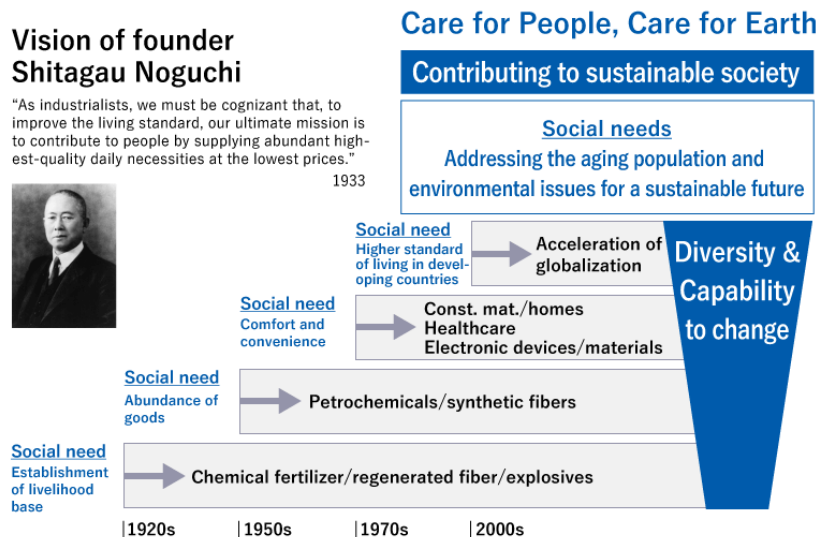 Vision of founder
Shitagau Noguchi
“As industrialists, we must be cognizant that, to
improve the living standard, our ultimate mission is
to contribute to people by supplying abundant high-
est-quality daily necessities at the lowest prices.”
1933
Care for People, Care for Earth
Contributing to sustainable society
Social needs
Addressing the aging population and
environmental issues for a sustainable future
Social need
Higher standard
of living in devel-
oping countries
Acceleration of
globalization
Diversity &
Capability
to change
Social need
Comfort and
convenience
Const. mat./homes
Healthcare
Electronic devices/materials
Social need
Abundance of
goods
Petrochemicals/synthetic fibers
Social need
Establishment
of livelihood
base
Chemical fertilizer/regenerated fiber/explosives
1920s
1950s
1970s
2000s